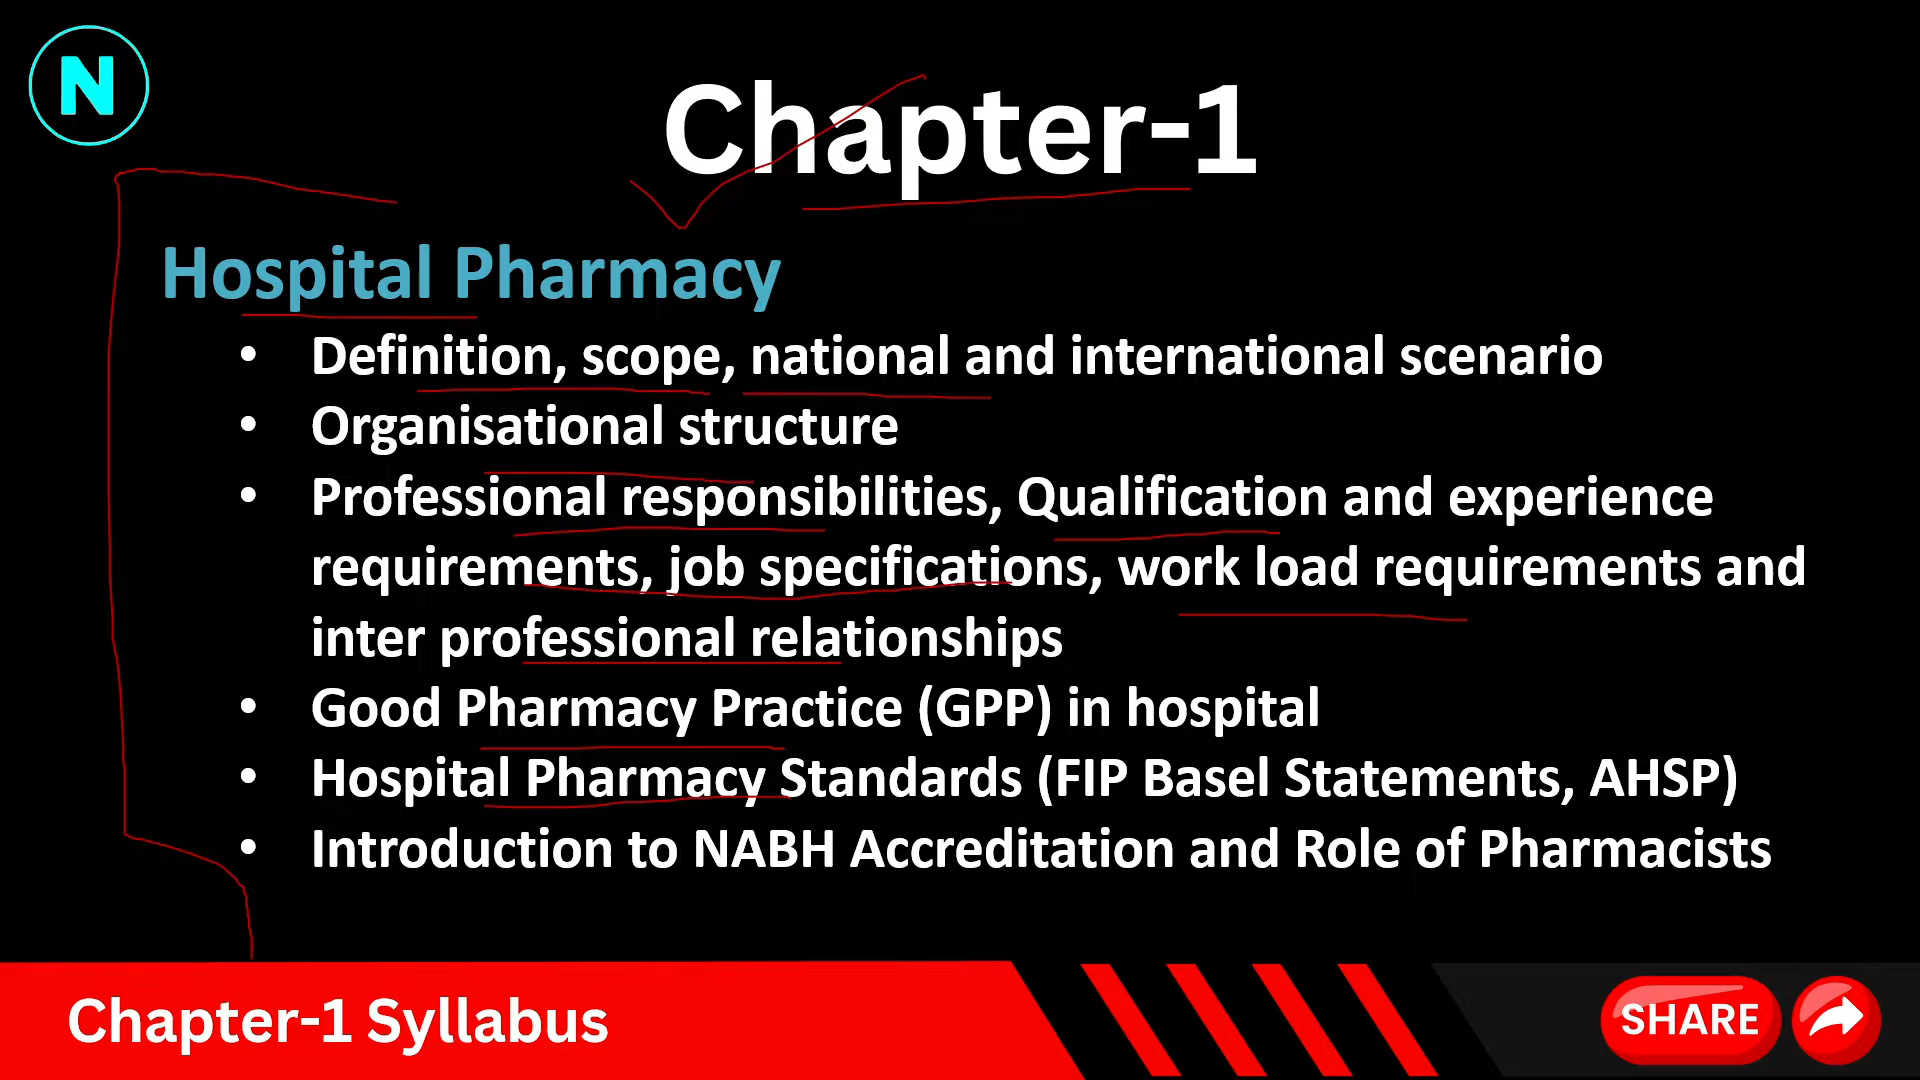 N
Chapter-1
Hospital Pharmacy
• Definition, scope, national and international scenario
• Organisational structure
• Professional responsibilities, Qualification and experience
requirements, job specifications, work load requirements and
inter professional relationships
• Good Pharmacy Practice (GPP) in hospital
• Hospital Pharmacy Standards (FIP Basel Statements, AHSP)
• Introduction to NABH Accreditation and Role of Pharmacists
Chapter-1 Syllabus
SHARE